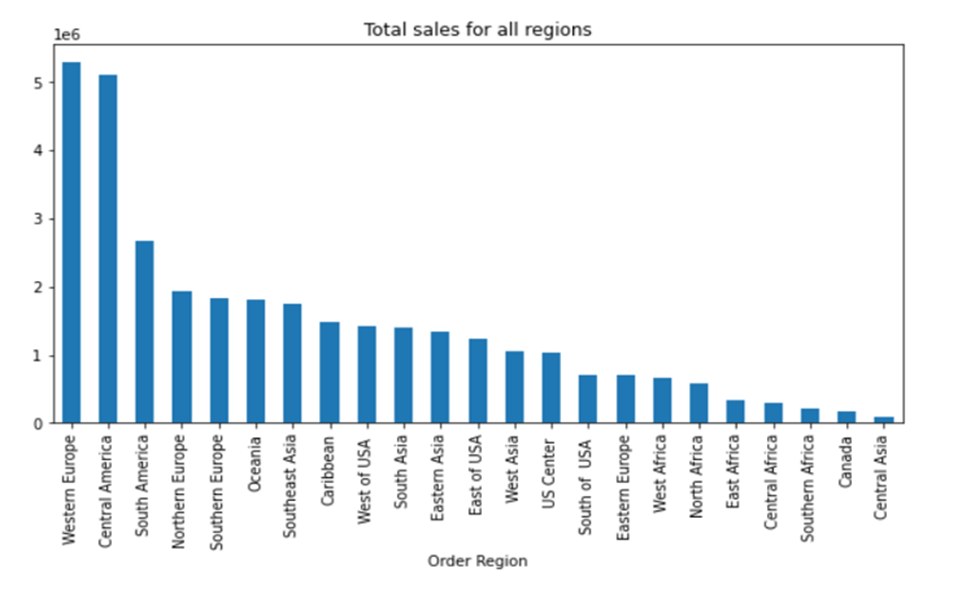 Total sales for all regions
1e6
5
4
3
2
1
0
Western Europe
Central America
South America
Northern Europe
Southern Europe
Oceania
Southeast Asia
Caribbean
West of USA
South Asia
Eastern Asia
East of USA
West Asia
US Center
South of  USA
Eastern Europe
West Africa
North Africa
East Africa
Central Africa
Southern Africa
Canada
Central Asia
Order Region